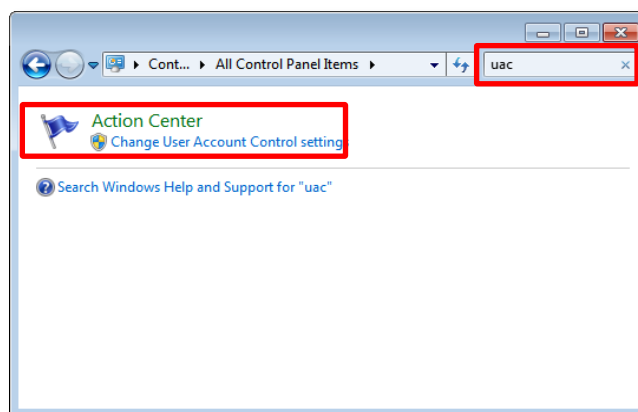 Cont... All Control Panel Items uac
Action Center
Change User Account Control settings
Search Windows Help and Support for "uac"